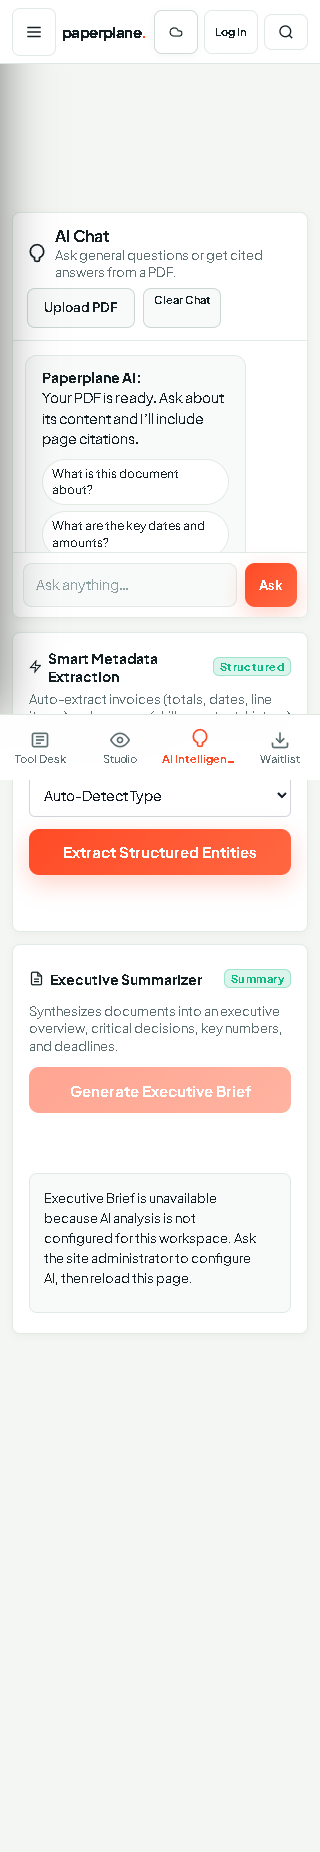 paperplane.
Log In
AI Chat
Ask general questions or get cited
answers from a PDF.
Upload PDF
Clear Chat
Paperplane AI:
Your PDF is ready. Ask about
its content and I'll include
page citations.
What is this document
about?
What are the key dates and
amounts?
Ask anything...
Ask
Smart Metadata
Extraction
Structured
Auto-extract invoices (totals, dates, line
Tool Desk
Studio
AI Intelligen...
Waitlist
Auto-Detect Type
Extract Structured Entities
Executive Summarizer
Summary
Synthesizes documents into an executive
overview, critical decisions, key numbers,
and deadlines.
Generate Executive Brief
Executive Brief is unavailable
because AI analysis is not
configured for this workspace. Ask
the site administrator to configure
AI, then reload this page.